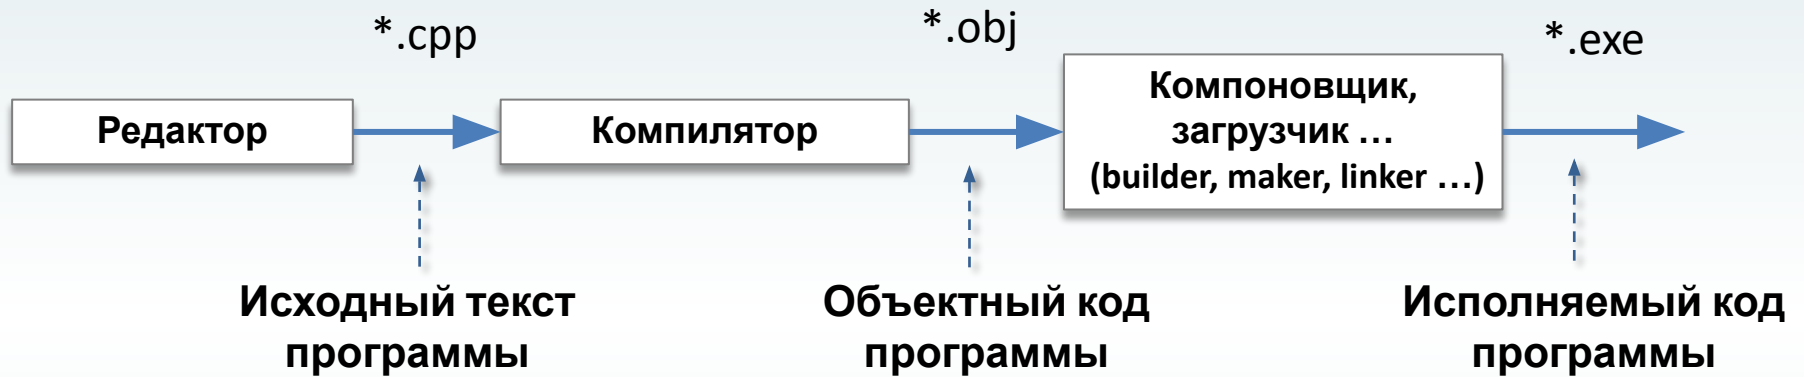 *.cpp
*.obj
*.exe
Редактор
Компилятор
Компоновщик,
загрузчик ...
(builder, maker, linker ...)
Исходный текст
программы
Объектный код
программы
Исполняемый код
программы